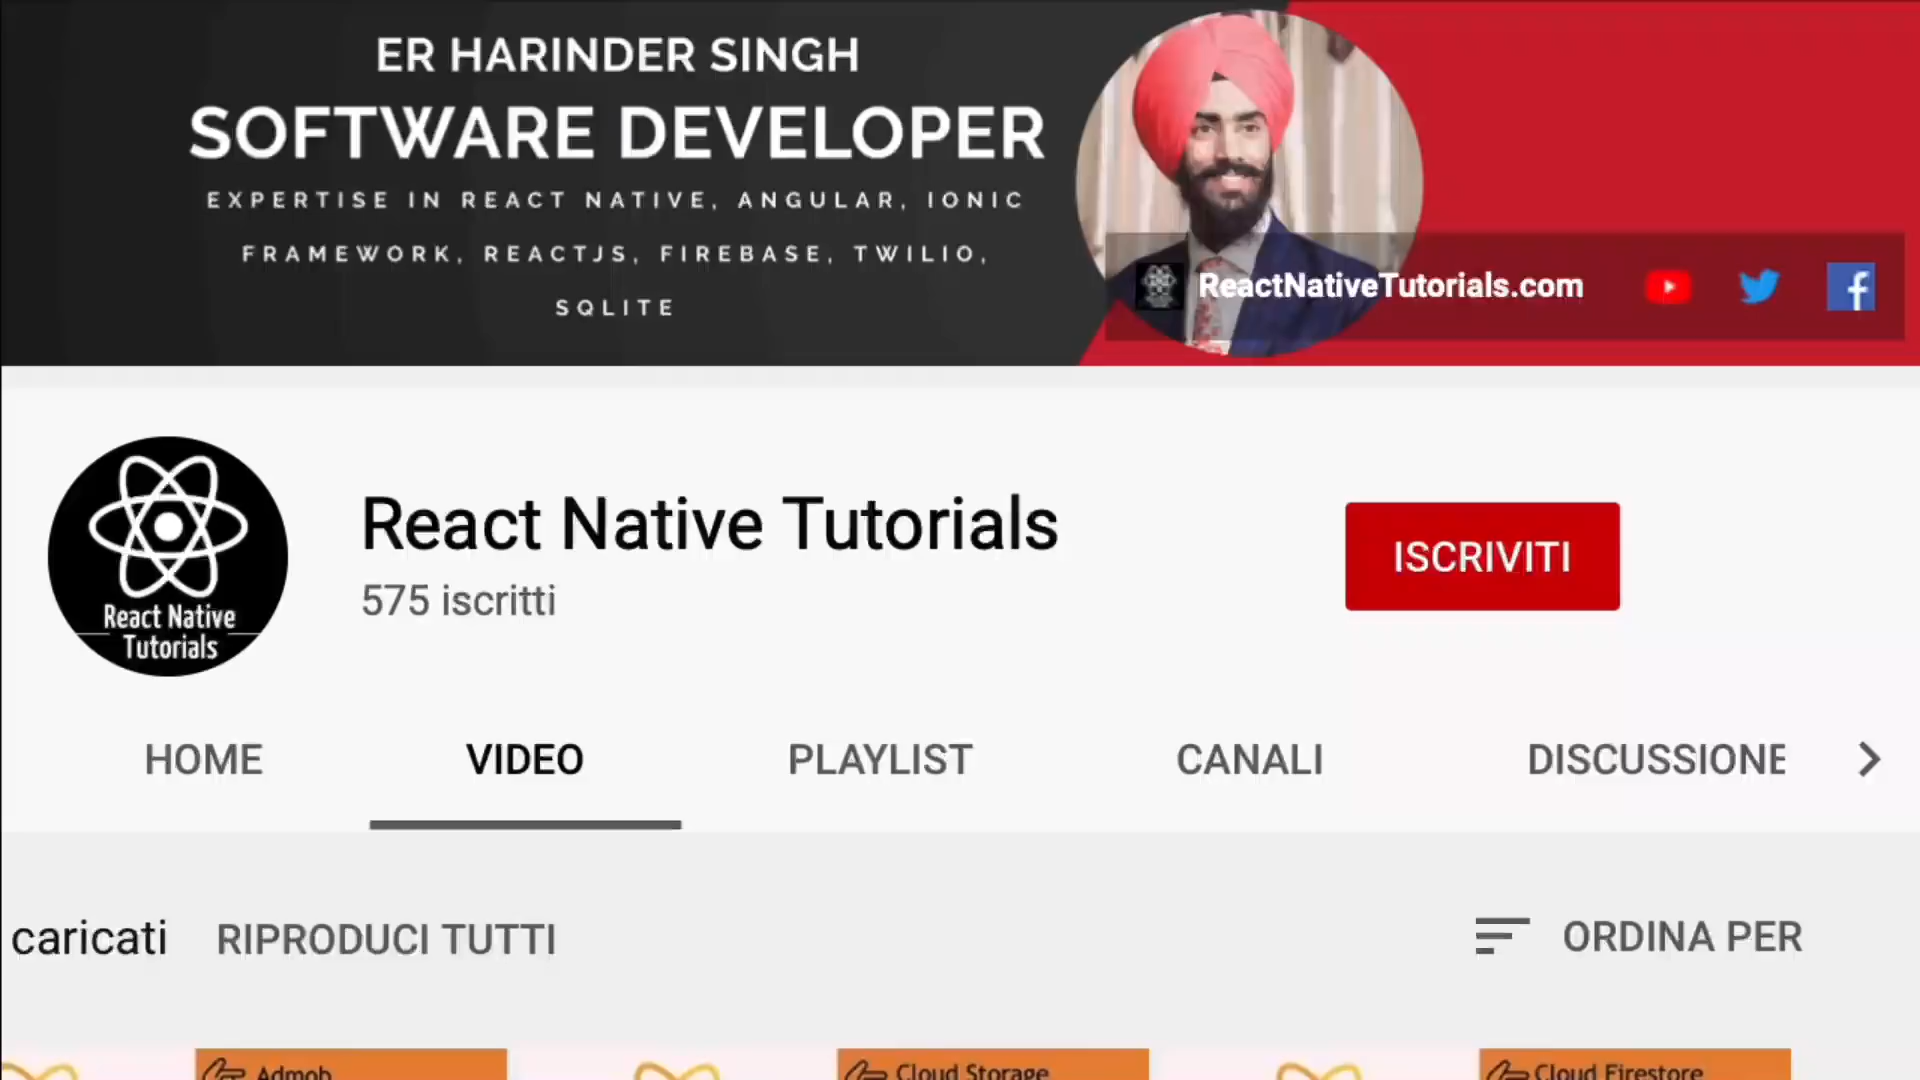 ER HARINDER SINGH
SOFTWARE DEVELOPER
EXPERTISE IN REACT NATIVE, ANGULAR, IONIC
FRAMEWORK, REACTJS, FIREBASE, TWILIO,
SQLITE
ReactNativeTutorials.com
React Native
Tutorials
React Native Tutorials
575 iscritti
ISCRIVITI
HOME VIDEO PLAYLIST CANALI DISCUSSIONE
caricati RIPRODUCI TUTTI ORDINA PER
Admob Cloud Storage Cloud Firestore